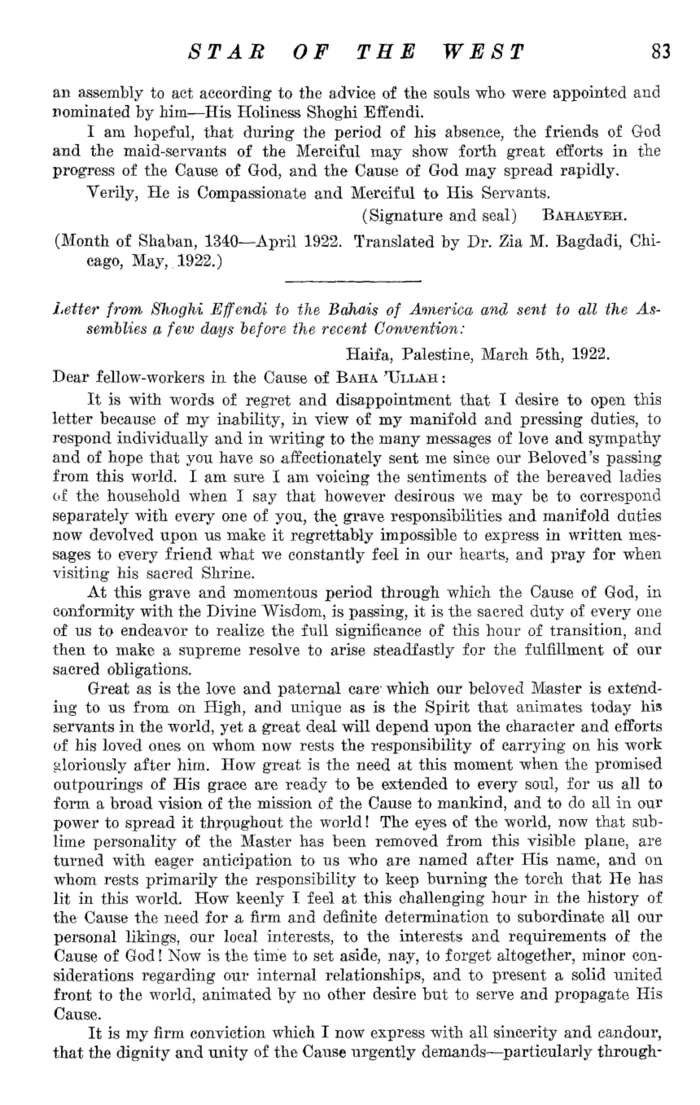 STAR OF THE WEST 83
an assembly to act according to the advice of the souls who were appointed and
nominated by him—His Holiness Shoghi Effendi.
I am hopeful, that during the period of his absence, the friends of God
and the maid-servants of the Merciful may show forth great efforts in the
progress of the Cause of God, and the Cause of God may spread rapidly.
Verily, He is Compassionate and Merciful to His Servants.
(Signature and seal) BAHAEYEH.
(Month of Shaban, 1340—April 1922. Translated by Dr. Zia M. Bagdadi, Chi-
cago, May, 1922.)
Letter from Shoghi Effendi to the Bahais of America and sent to all the As-
semblies a few days before the recent Convention:
Haifa, Palestine, March 5th, 1922.
Dear fellow-workers in the Cause of BAHA 'ULLAH:
It is with words of regret and disappointment that I desire to open this
letter because of my inability, in view of my manifold and pressing duties, to
respond individually and in writing to the many messages of love and sympathy
and of hope that you have so affectionately sent me since our Beloved's passing
from this world. I am sure I am voicing the sentiments of the bereaved ladies
of the household when I say that however desirous we may be to correspond
separately with every one of you, the grave responsibilities and manifold duties
now devolved upon us make it regrettably impossible to express in written mes-
sages to every friend what we constantly feel in our hearts, and pray for when
visiting his sacred Shrine.
At this grave and momentous period through which the Cause of God, in
conformity with the Divine Wisdom, is passing, it is the sacred duty of every one
of us to endeavor to realize the full significance of this hour of transition, and
then to make a supreme resolve to arise steadfastly for the fulfillment of our
sacred obligations.
Great as is the love and paternal care which our beloved Master is extend-
ing to us from on High, and unique as is the Spirit that animates today his
servants in the world, yet a great deal will depend upon the character and efforts
of his loved ones on whom now rests the responsibility of carrying on his work
gloriously after him. How great is the need at this moment when the promised
outpourings of His grace are ready to be extended to every soul, for us all to
form a broad vision of the mission of the Cause to mankind, and to do all in our
power to spread it throughout the world! The eyes of the world, now that sub-
lime personality of the Master has been removed from this visible plane, are
turned with eager anticipation to us who are named after His name, and on
whom rests primarily the responsibility to keep burning the torch that He has
lit in this world. How keenly I feel at this challenging hour in the history of
the Cause the need for a firm and definite determination to subordinate all our
personal likings, our local interests, to the interests and requirements of the
Cause of God! Now is the time to set aside, nay, to forget altogether, minor con-
siderations regarding our internal relationships, and to present a solid united
front to the world, animated by no other desire but to serve and propagate His
Cause.
It is my firm conviction which I now express with all sincerity and candour,
that the dignity and unity of the Cause urgently demands—particularly through-